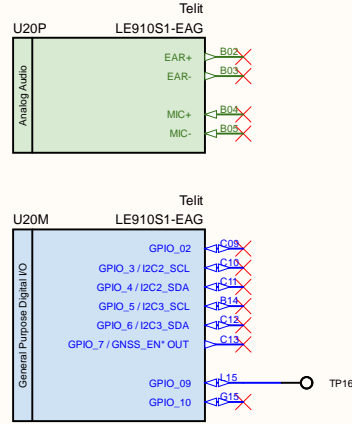 Telit
U20P LE910S1-EAG
Analog Audio
EAR+ B02
EAR- B03
MIC+ B04
MIC- B05
Telit
U20M LE910S1-EAG
General Purpose Digital I/O
GPIO_02 C09
GPIO_3 / I2C2_SCL C10
GPIO_4 / I2C2_SDA C11
GPIO_5 / I2C3_SCL B14
GPIO_6 / I2C3_SDA C12
GPIO_7 / GNSS_EN* OUT C13
GPIO_09 L15 TP16
GPIO_10 G15